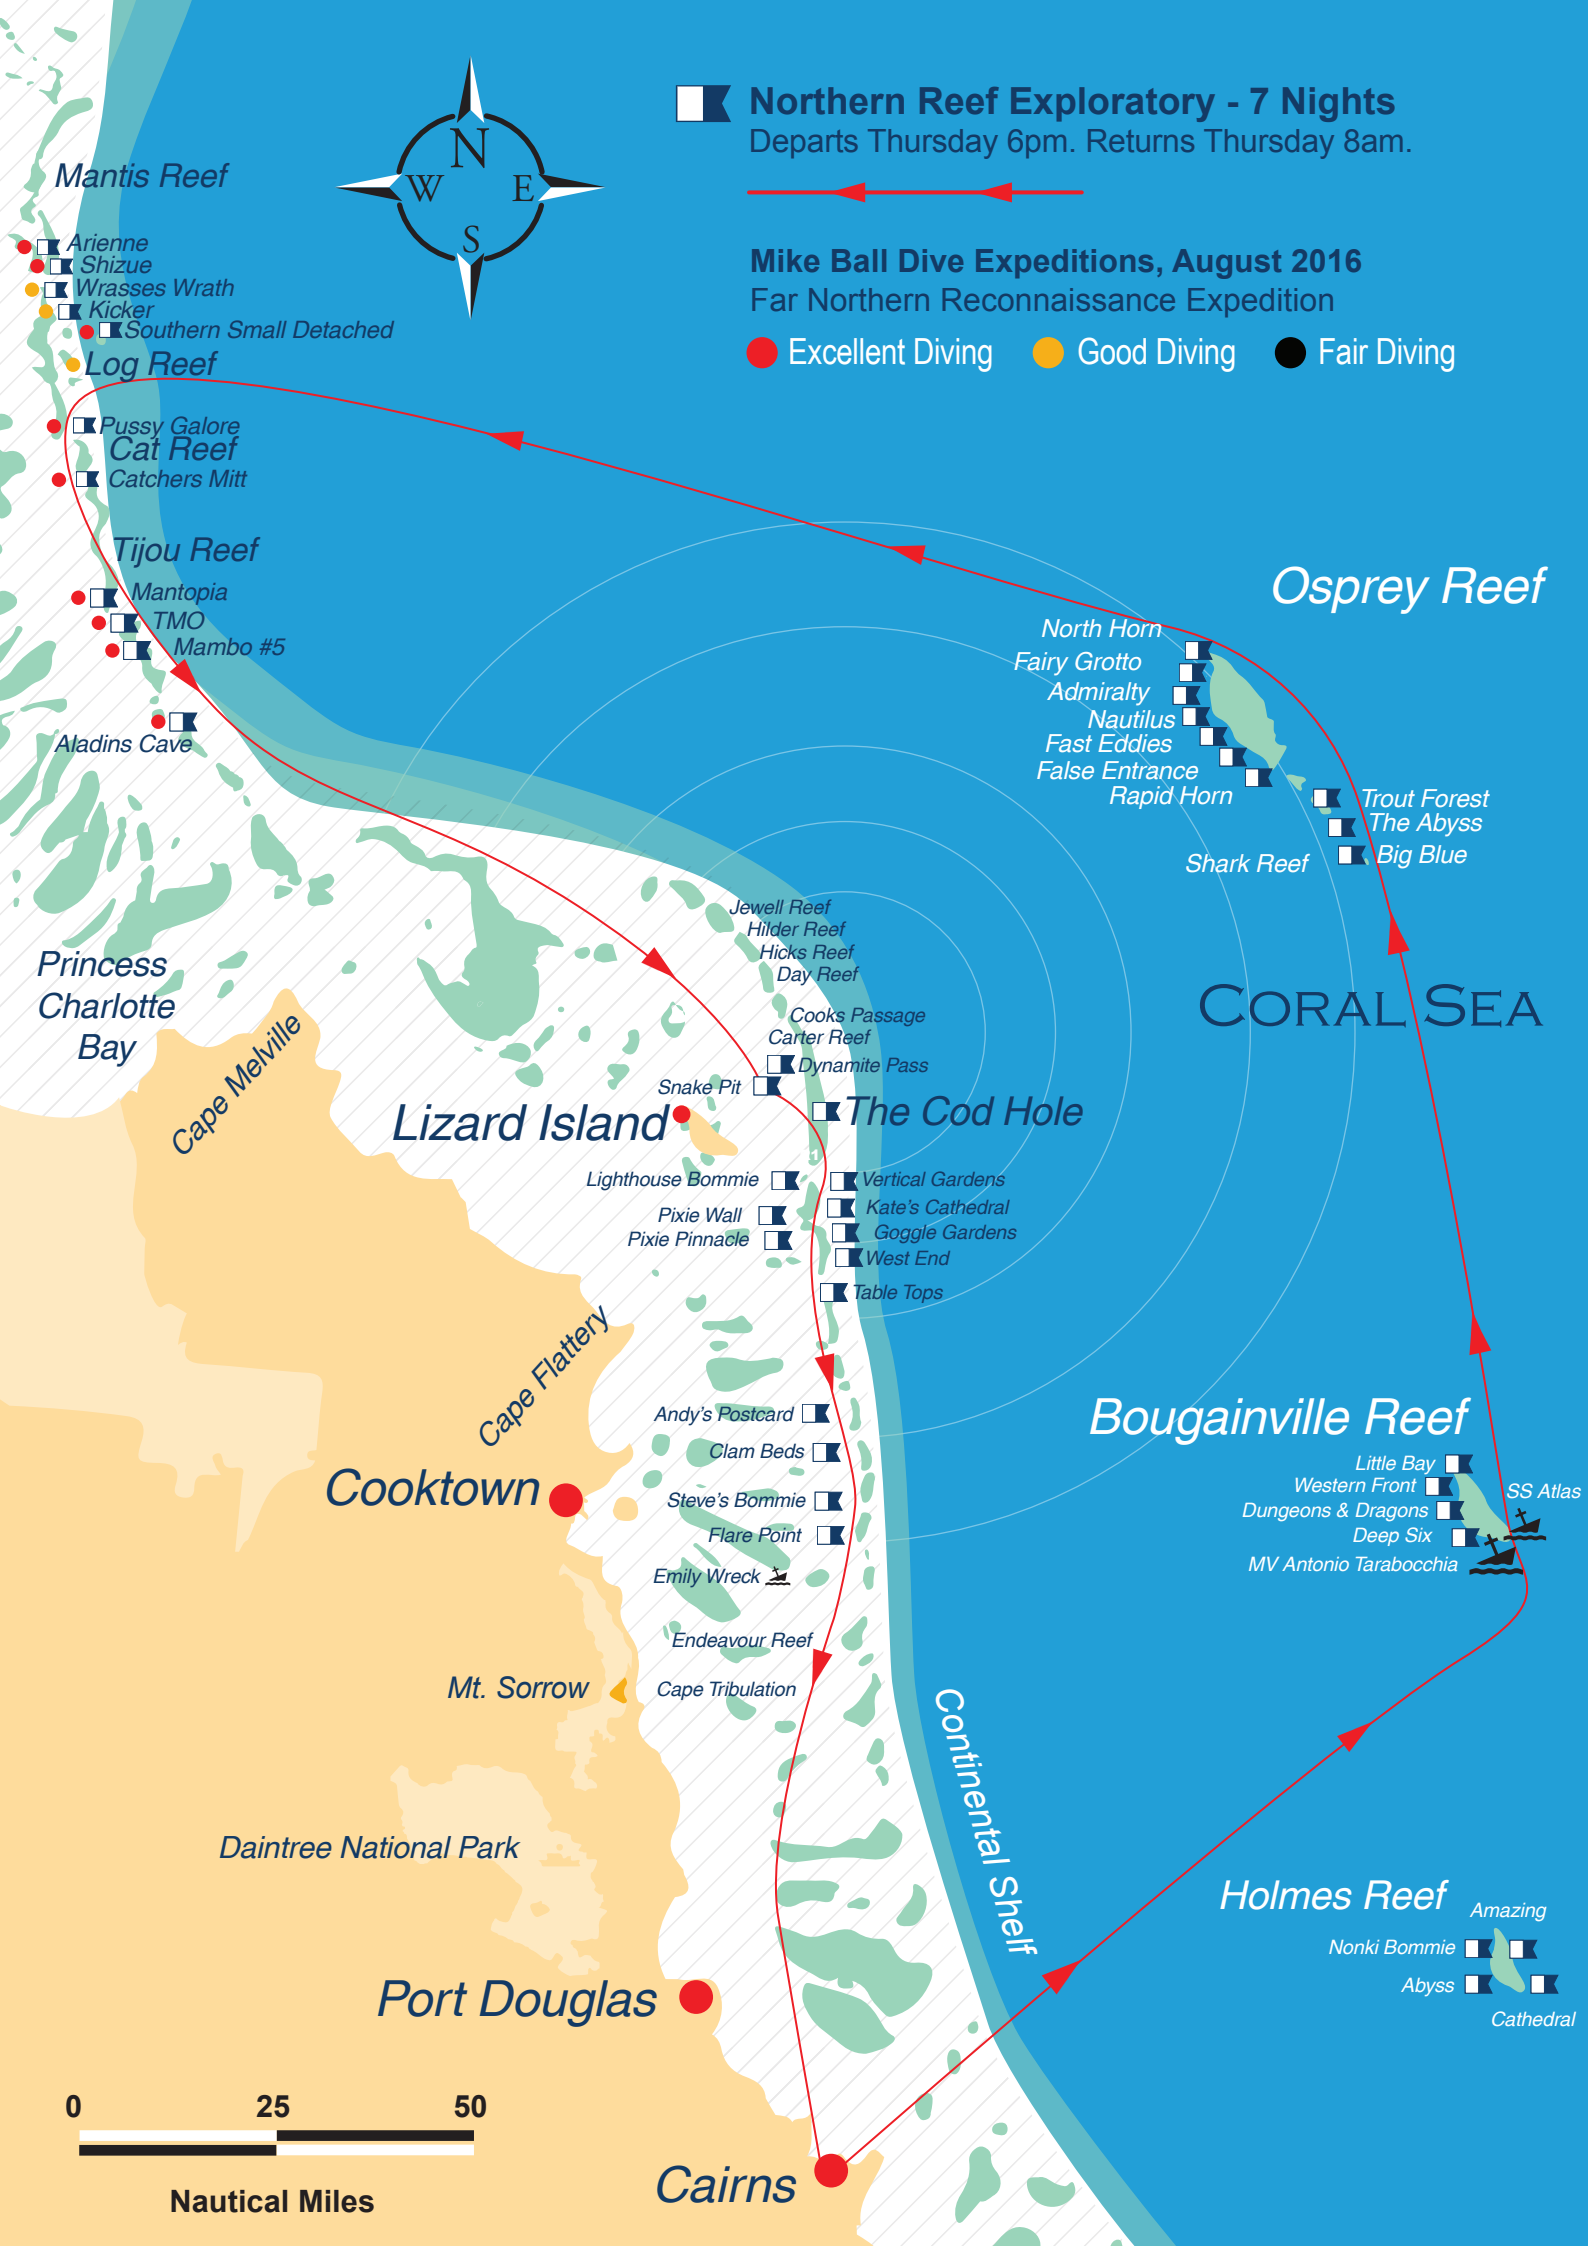 Northern Reef Exploratory - 7 Nights
Departs Thursday 6pm. Returns Thursday 8am.
Mike Ball Dive Expeditions, August 2016
Far Northern Reconnaissance Expedition
Excellent Diving
Good Diving
Fair Diving
N
W
E
S
Mantis Reef
Arienne
Shizue
Wrasses Wrath
Kicker
Southern Small Detached
Log Reef
Pussy Galore
Cat Reef
Catchers Mitt
Tijou Reef
Mantopia
TMO
Mambo #5
Aladins Cave
Osprey Reef
North Horn
Fairy Grotto
Admiralty
Nautilus
Fast Eddies
False Entrance
Rapid Horn
Trout Forest
The Abyss
Big Blue
Shark Reef
Princess
Charlotte
Bay
Cape Melville
Jewell Reef
Hilder Reef
Hicks Reef
Day Reef
Cooks Passage
Carter Reef
Dynamite Pass
Snake Pit
Coral Sea
Lizard Island
The Cod Hole
1
Lighthouse Bommie
Vertical Gardens
Pixie Wall
Kate's Cathedral
Pixie Pinnacle
Goggle Gardens
West End
Table Tops
Cape Flattery
Andy's Postcard
Clam Beds
Cooktown
Steve's Bommie
Flare Point
Emily Wreck
Endeavour Reef
Mt. Sorrow
Cape Tribulation
Bougainville Reef
Little Bay
Western Front
SS Atlas
Dungeons & Dragons
Deep Six
MV Antonio Tarabocchia
Continental Shelf
Daintree National Park
Holmes Reef
Amazing
Nonki Bommie
Abyss
Cathedral
Port Douglas
Cairns
0 25 50
Nautical Miles